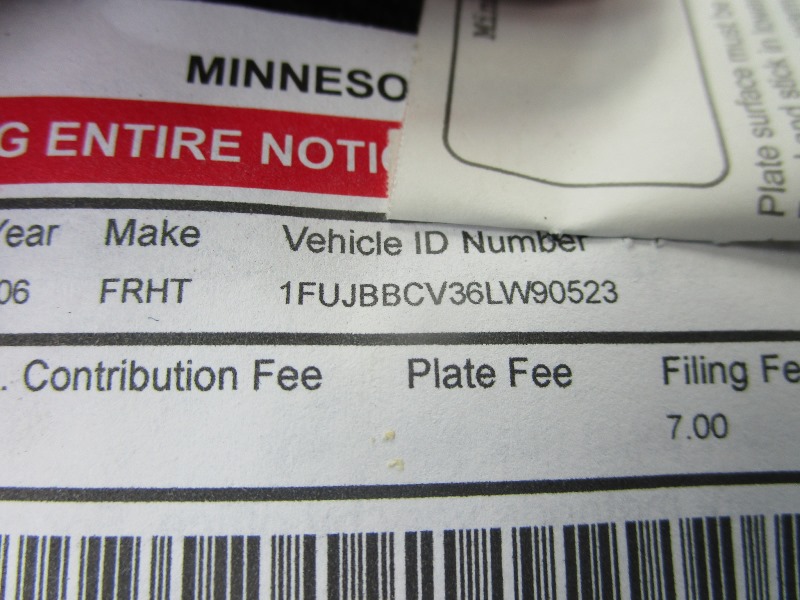 MINNESO
G ENTIRE NOTIC
Year Make Vehicle ID Number
06 FRHT 1FUJBBCV36LW90523
. Contribution Fee Plate Fee Filing Fe
7.00
Plate surface must be
and stick in lowe